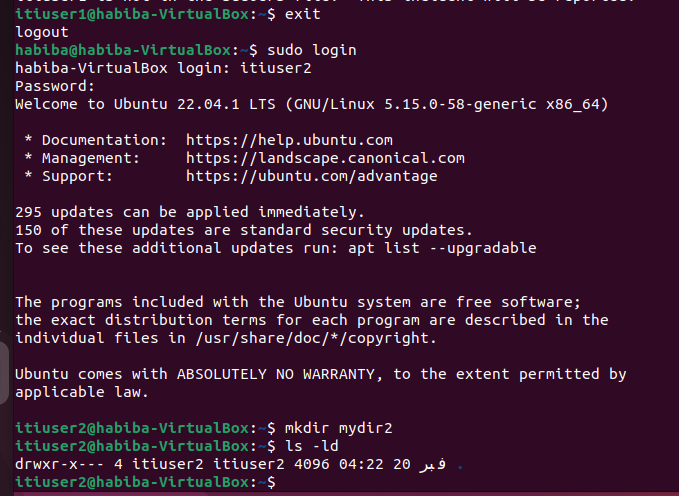 itiuser1@habiba-VirtualBox:~$ exit
logout
habiba@habiba-VirtualBox:~$ sudo login
habiba-VirtualBox login: itiuser2
Password:
Welcome to Ubuntu 22.04.1 LTS (GNU/Linux 5.15.0-58-generic x86_64)
* Documentation:  https://help.ubuntu.com
* Management:     https://landscape.canonical.com
* Support:        https://ubuntu.com/advantage
295 updates can be applied immediately.
150 of these updates are standard security updates.
To see these additional updates run: apt list --upgradable
The programs included with the Ubuntu system are free software;
the exact distribution terms for each program are described in the
individual files in /usr/share/doc/*/copyright.
Ubuntu comes with ABSOLUTELY NO WARRANTY, to the extent permitted by
applicable law.
itiuser2@habiba-VirtualBox:~$ mkdir mydir2
itiuser2@habiba-VirtualBox:~$ ls -ld
drwxr-x--- 4 itiuser2 itiuser2 4096 04:22 20 فبر .
itiuser2@habiba-VirtualBox:~$